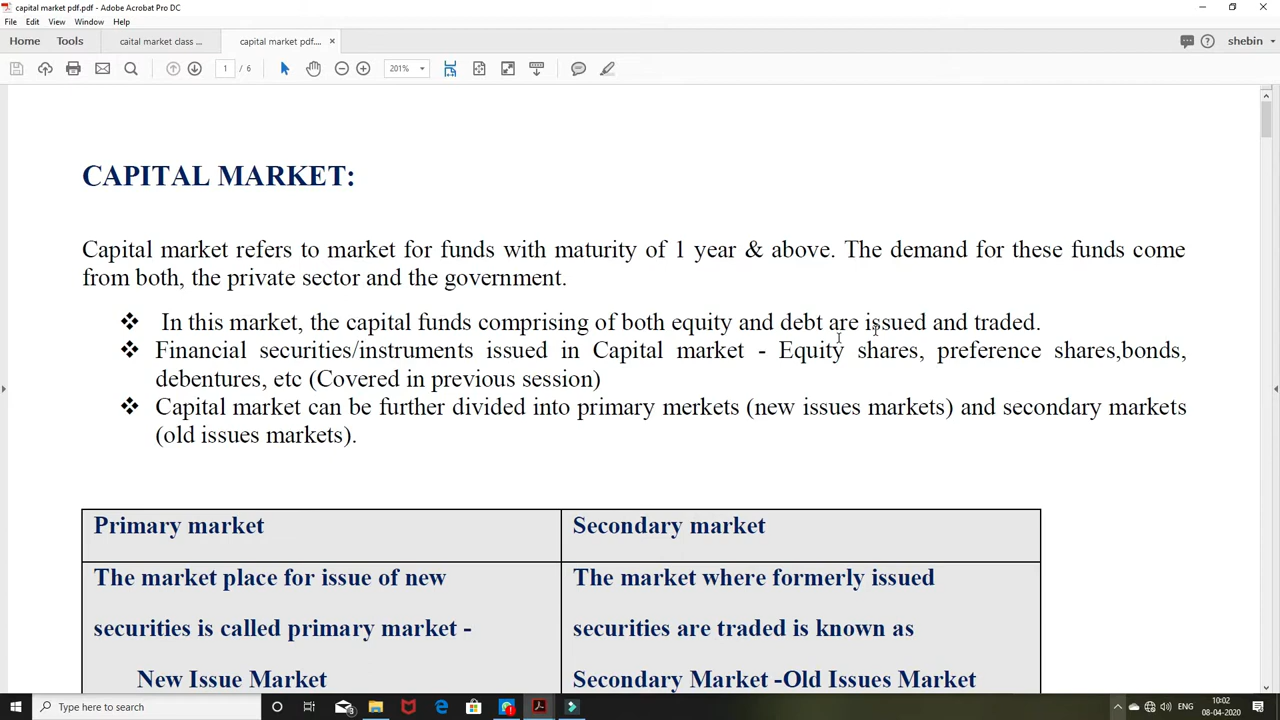 capital market pdf.pdf - Adobe Acrobat Pro DC
File Edit View Window Help
Home Tools caital market class ... capital market pdf.... × shebin
1 / 6 201%
CAPITAL MARKET:
Capital market refers to market for funds with maturity of 1 year & above. The demand for these funds come
from both, the private sector and the government.
❖ In this market, the capital funds comprising of both equity and debt are issued and traded.
❖ Financial securities/instruments issued in Capital market - Equity shares, preference shares,bonds,
debentures, etc (Covered in previous session)
❖ Capital market can be further divided into primary merkets (new issues markets) and secondary markets
(old issues markets).
Primary market Secondary market
The market place for issue of new The market where formerly issued
securities is called primary market - securities are traded is known as
New Issue Market Secondary Market -Old Issues Market
Type here to search
ENG 10:02
08-04-2020